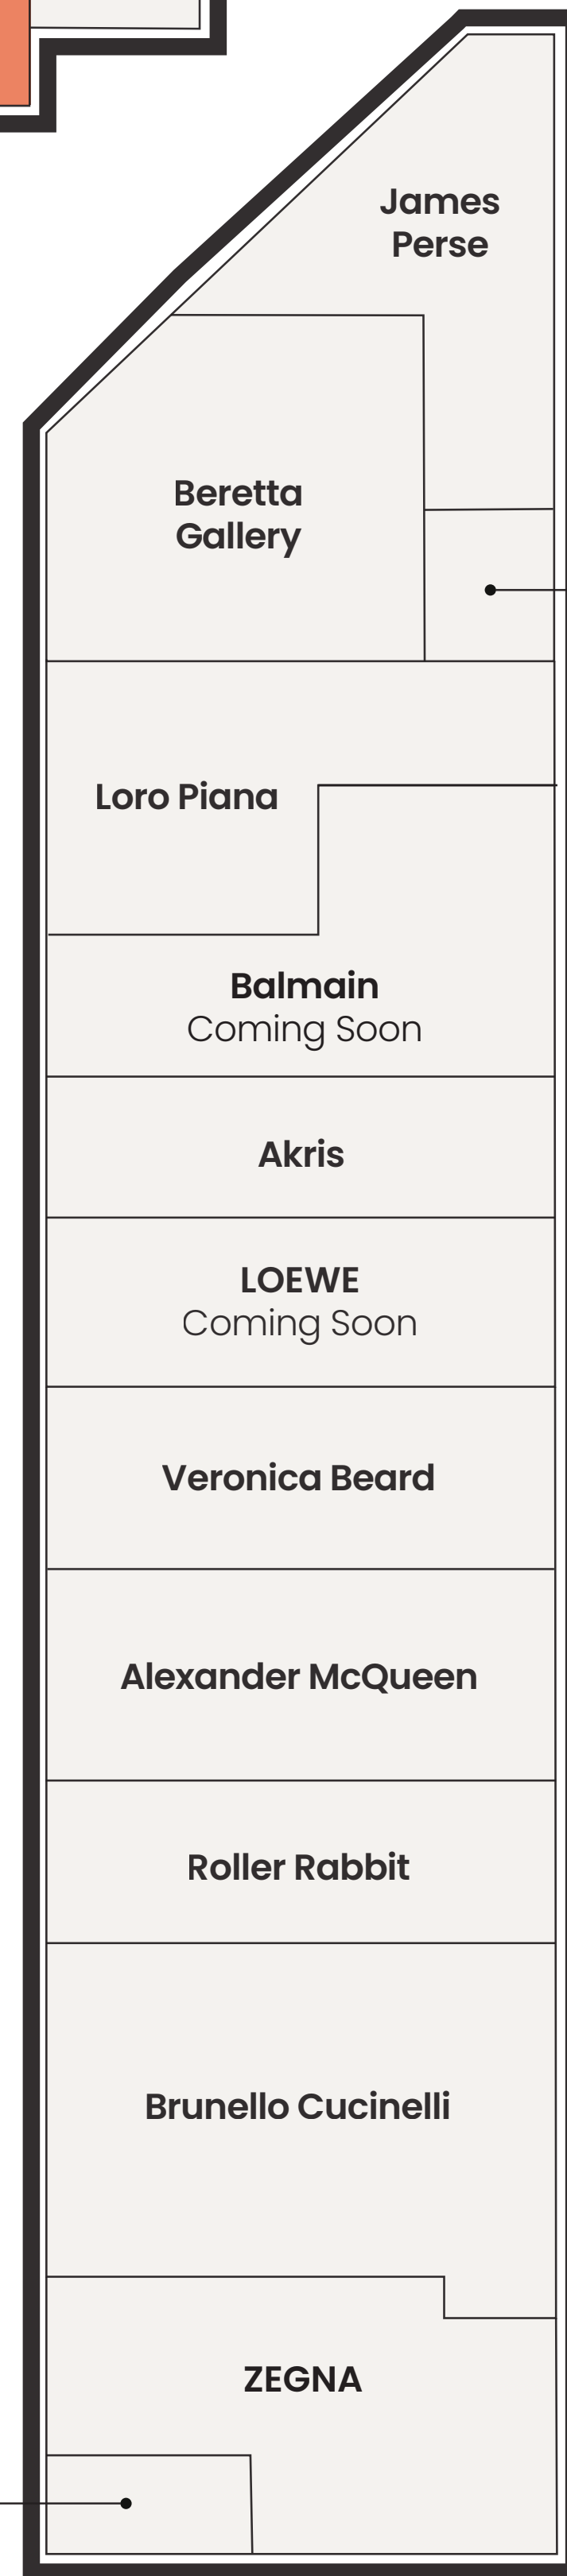 James
Perse
Beretta
Gallery
Loro Piana
Balmain
Coming Soon
Akris
LOEWE
Coming Soon
Veronica Beard
Alexander McQueen
Roller Rabbit
Brunello Cucinelli
ZEGNA